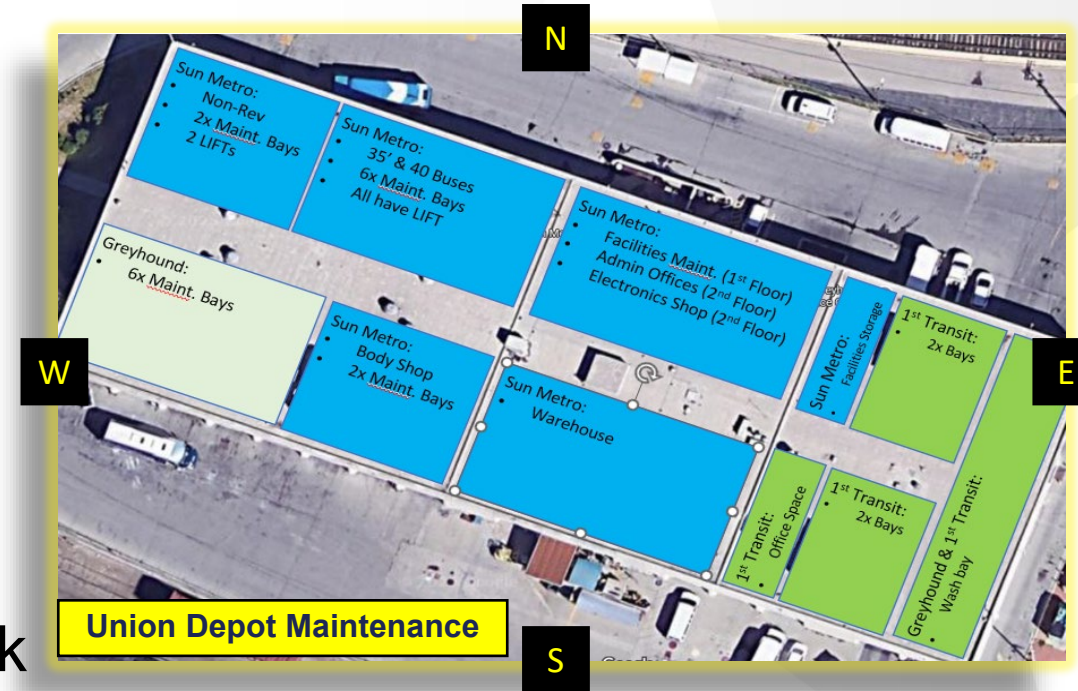 N
Sun Metro:
• Non-Rev
• 2x Maint. Bays
• 2 LIFTs
Sun Metro:
• 35' & 40 Buses
• 6x Maint. Bays
• All have LIFT
Sun Metro:
• Facilities Maint. (1st Floor)
• Admin Offices (2nd Floor)
• Electronics Shop (2nd Floor)
Sun Metro:
• Facilities Storage
1st Transit:
• 2x Bays
Greyhound:
• 6x Maint. Bays
W
E
Sun Metro:
• Body Shop
• 2x Maint. Bays
Sun Metro:
• Warehouse
1st Transit:
• Office Space
1st Transit:
• 2x Bays
Greyhound & 1st Transit:
• Wash bay
k
Union Depot Maintenance
S